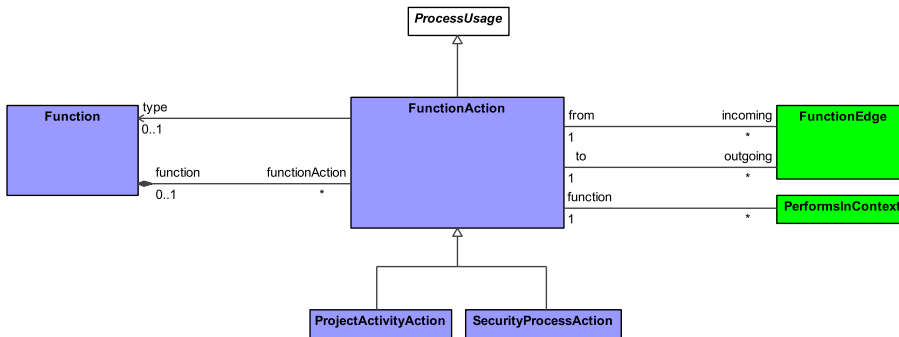 ProcessUsage
FunctionAction
Function
type
0..1
function
0..1
functionAction
*
from
1
incoming
*
to
1
outgoing
*
function
1
*
FunctionEdge
PerformsInContext
ProjectActivityAction
SecurityProcessAction